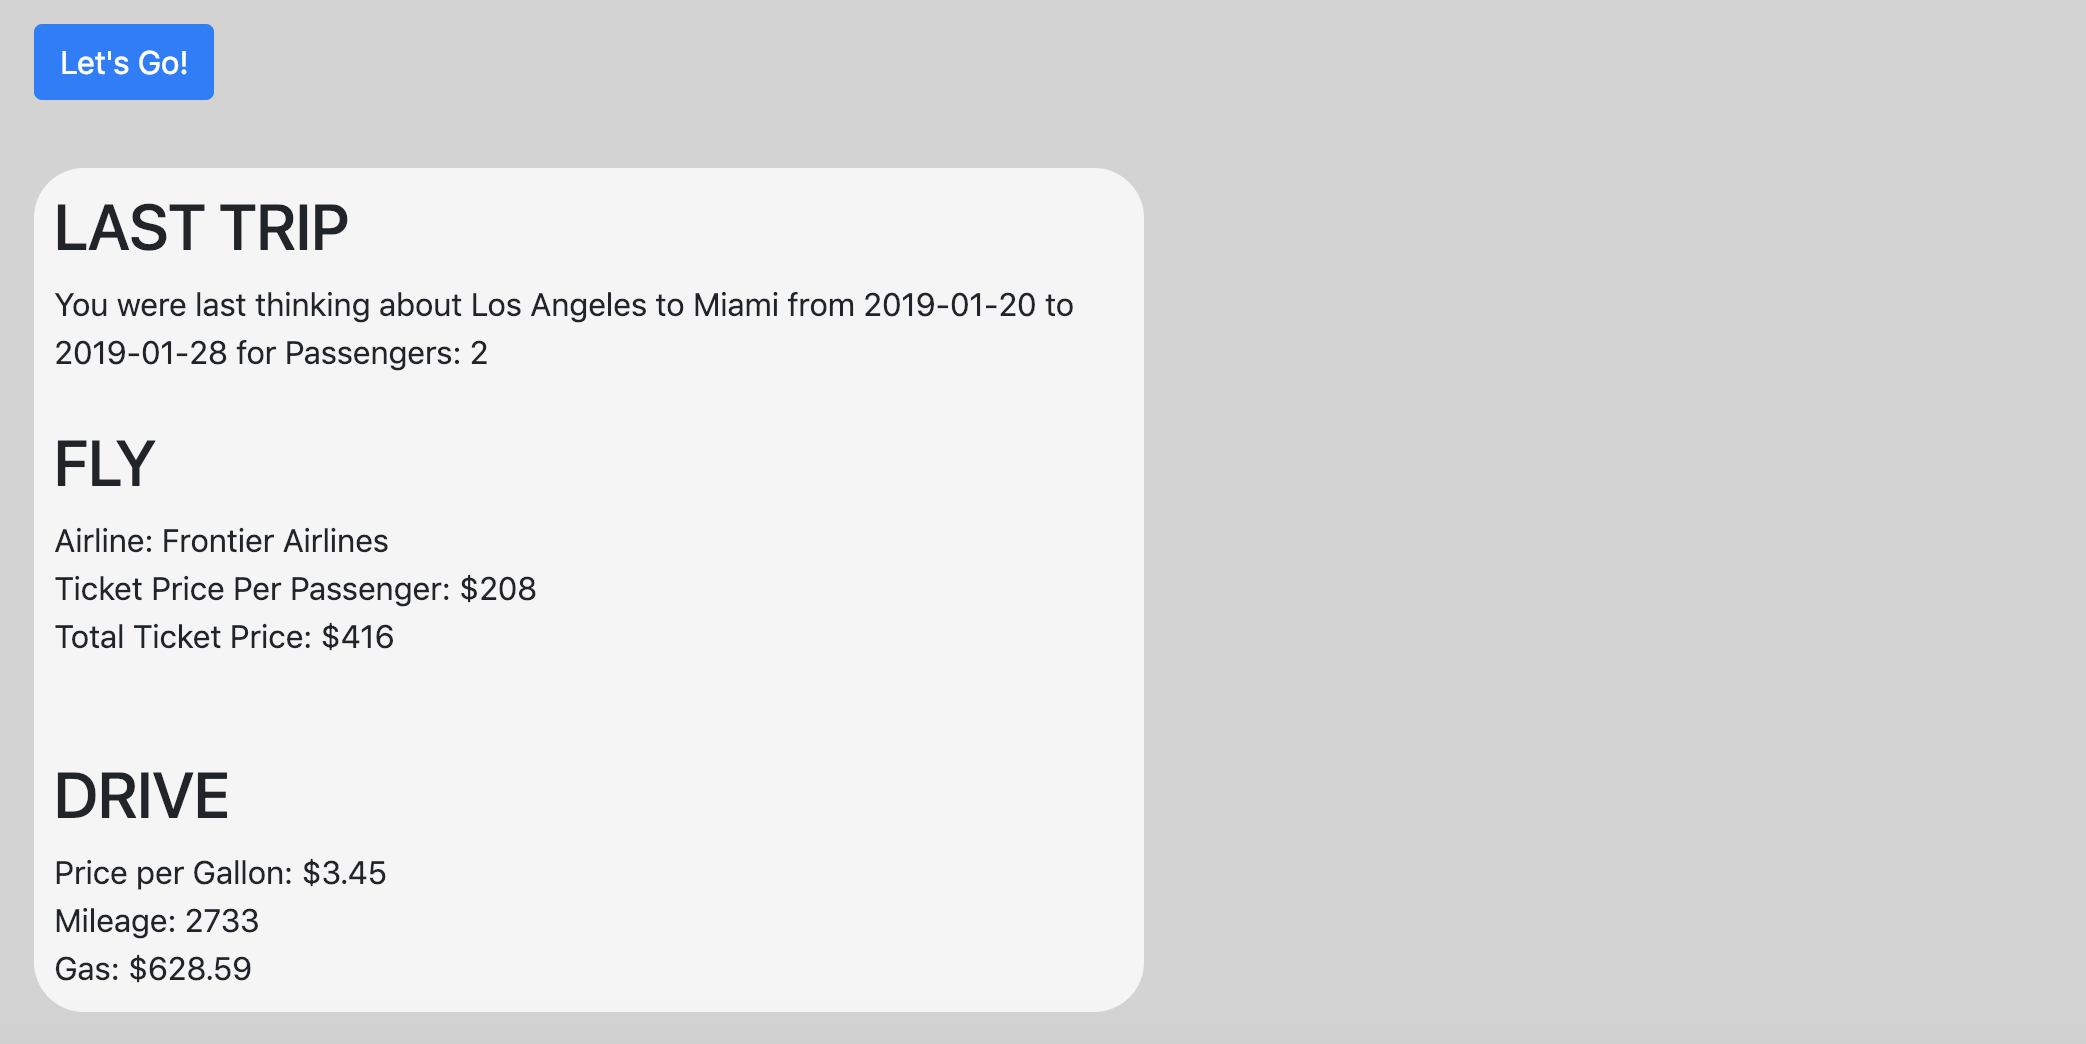 Let's Go!
LAST TRIP
You were last thinking about Los Angeles to Miami from 2019-01-20 to
2019-01-28 for Passengers: 2
FLY
Airline: Frontier Airlines
Ticket Price Per Passenger: $208
Total Ticket Price: $416
DRIVE
Price per Gallon: $3.45
Mileage: 2733
Gas: $628.59